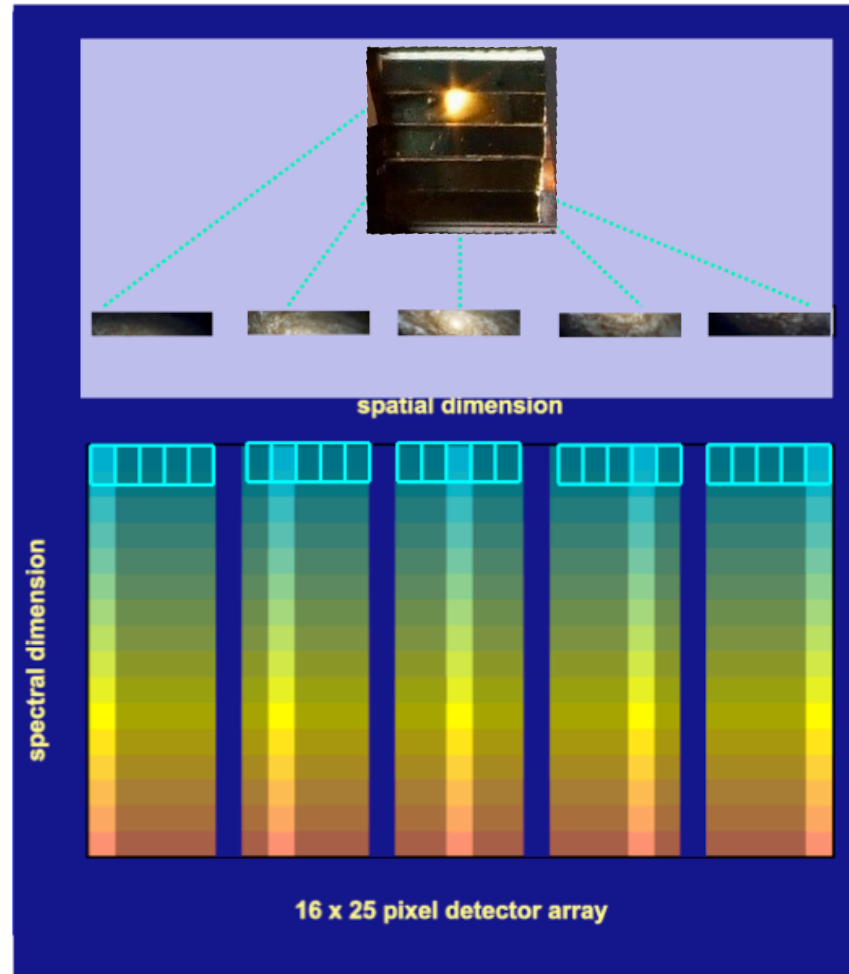 spatial dimension
spectral dimension
16 x 25 pixel detector array